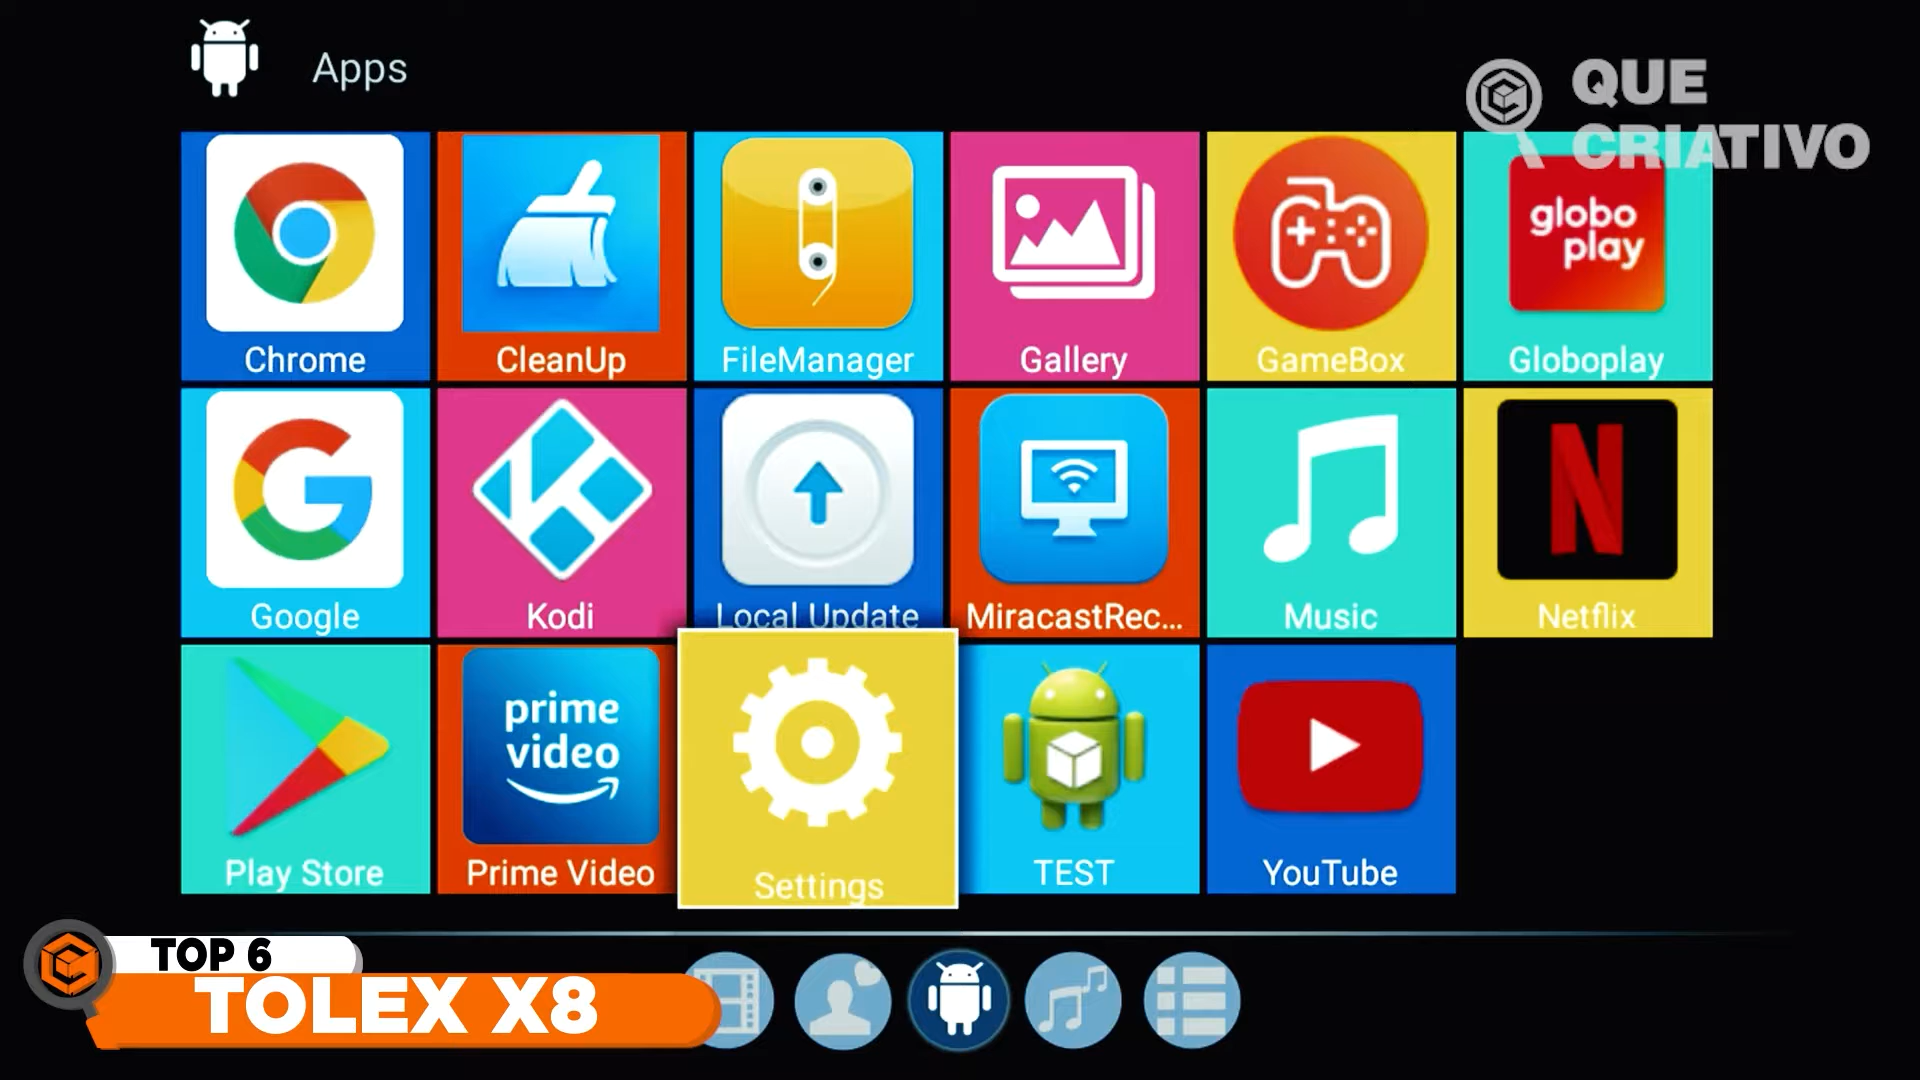 Apps
QUE
CRIATIVO
globo
play
Chrome
CleanUp
FileManager
Gallery
GameBox
Globoplay
N
Google
Kodi
Local Update
MiracastRec...
Music
Netflix
prime
video
Play Store
Prime Video
Settings
TEST
YouTube
TOP 6
TOLEX X8